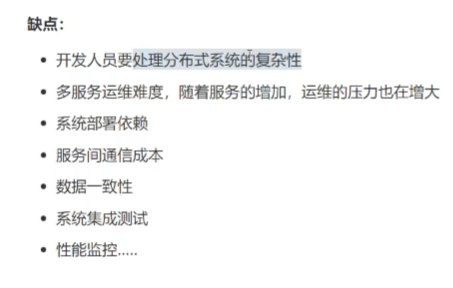 缺点：
开发人员要处理分布式系统的复杂性
多服务运维难度，随着服务的增加，运维的压力也在增大
系统部署依赖
服务间通信成本
数据一致性
系统集成测试
性能监控.....